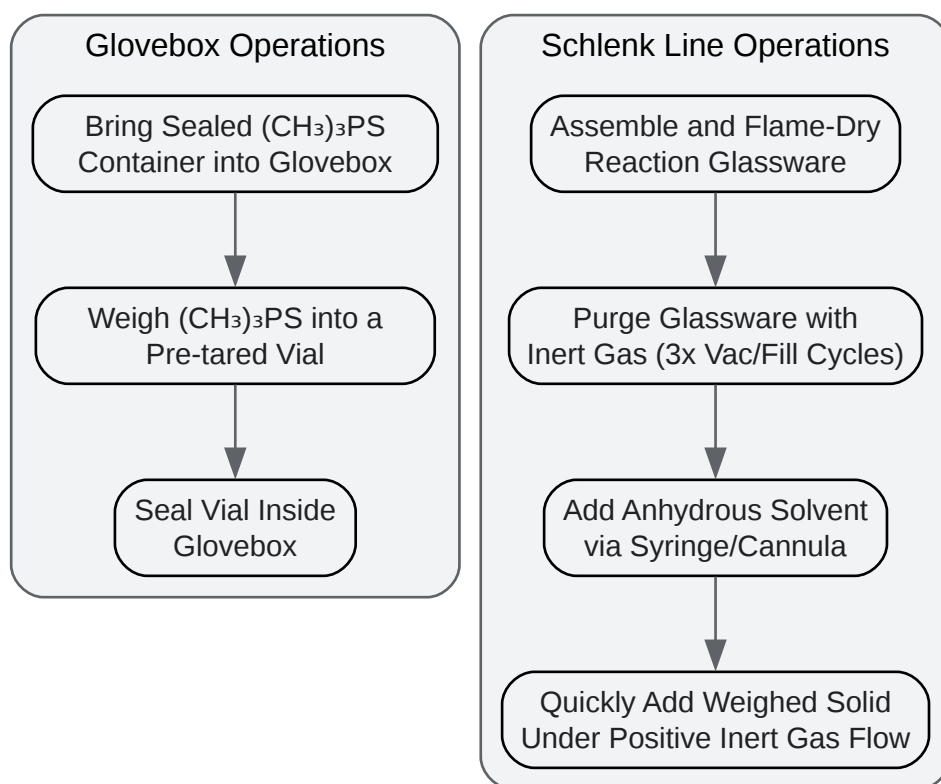 Glovebox Operations
Bring Sealed (CH₃)₃PS
Container into Glovebox
Weigh (CH₃)₃PS into a
Pre-tared Vial
Seal Vial Inside
Glovebox
Schlenk Line Operations
Assemble and Flame-Dry
Reaction Glassware
Purge Glassware with
Inert Gas (3x Vac/Fill Cycles)
Add Anhydrous Solvent
via Syringe/Cannula
Quickly Add Weighed Solid
Under Positive Inert Gas Flow